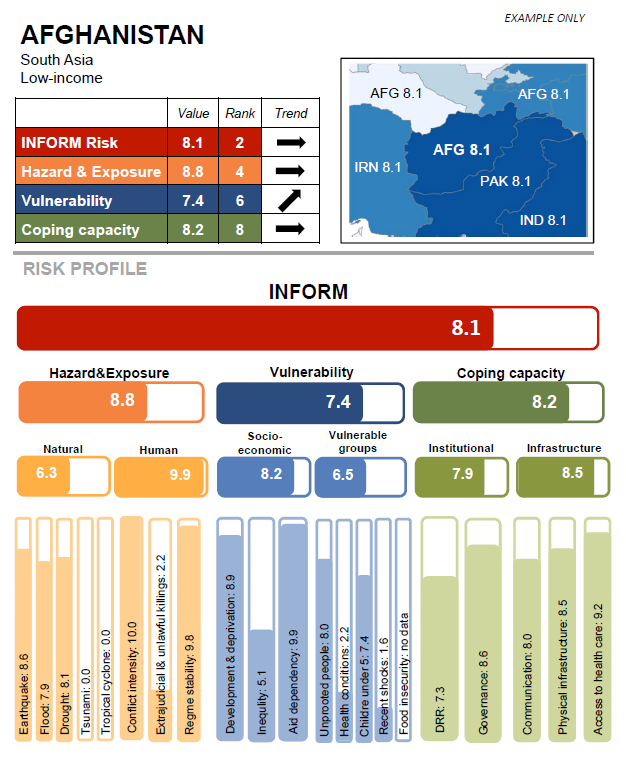 EXAMPLE ONLY
AFGHANISTAN
South Asia
Low-income
Value Rank Trend
INFORM Risk 8.1 2
Hazard & Exposure 8.8 4
Vulnerability 7.4 6
Coping capacity 8.2 8
AFG 8.1
AFG 8.1
AFG 8.1
IRN 8.1
PAK 8.1
IND 8.1
RISK PROFILE
INFORM
8.1
Hazard&Exposure Vulnerability Coping capacity
8.8 7.4 8.2
Natural Human Socio-
economic Vulnerable
groups Institutional Infrastructure
6.3 9.9 8.2 6.5 7.9 8.5
Earthquake: 8.6
Flood: 7.9
Drought: 8.1
Tsunami: 0.0
Tropical cyclone: 0.0
Conflict intensity: 10.0
Extrajudicial & unlawful killings: 2.2
Regme stability: 9.8
Development & deprivation: 8.9
Inequlity: 5.1
Aid dependency: 9.9
Unprooted people: 8.0
Health conditions: 2.2
Childre under 5: 7.4
Recent shocks: 1.6
Food insecurity: no data
DRR: 7.3
Governance: 8.6
Communication: 8.0
Physical infrastructure: 8.5
Access to health care: 9.2